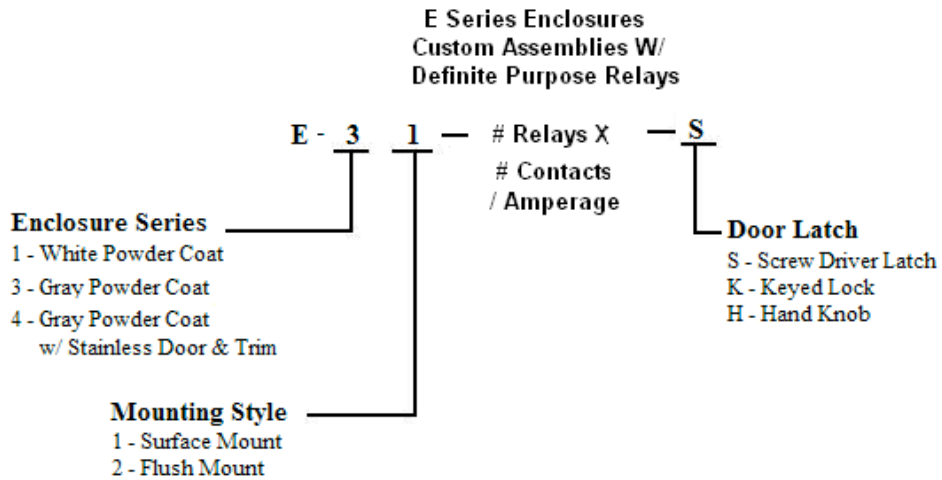 E Series Enclosures
Custom Assemblies W/
Definite Purpose Relays
E - 3 1 — # Relays X — S
# Contacts
/ Amperage
Enclosure Series
1 - White Powder Coat
3 - Gray Powder Coat
4 - Gray Powder Coat
w/ Stainless Door & Trim
Door Latch
S - Screw Driver Latch
K - Keyed Lock
H - Hand Knob
Mounting Style
1 - Surface Mount
2 - Flush Mount